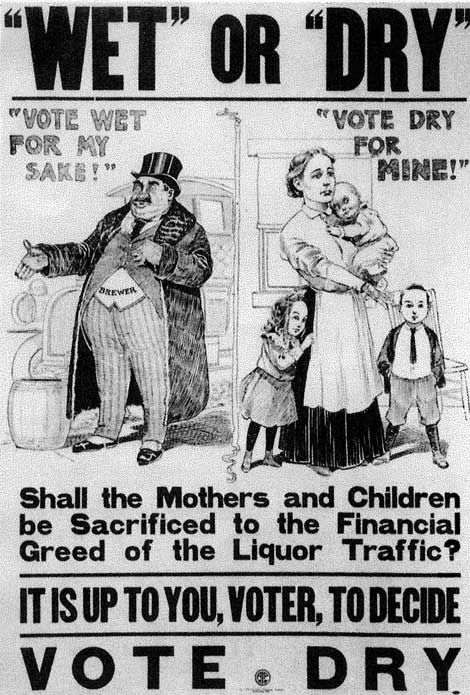 "WET" OR "DRY"
"VOTE WET
FOR MY
SAKE!"
"VOTE DRY
FOR
MINE!"
BREWER
Shall the Mothers and Children
be Sacrificed to the Financial
Greed of the Liquor Traffic?
IT IS UP TO YOU, VOTER, TO DECIDE
VOTE DRY